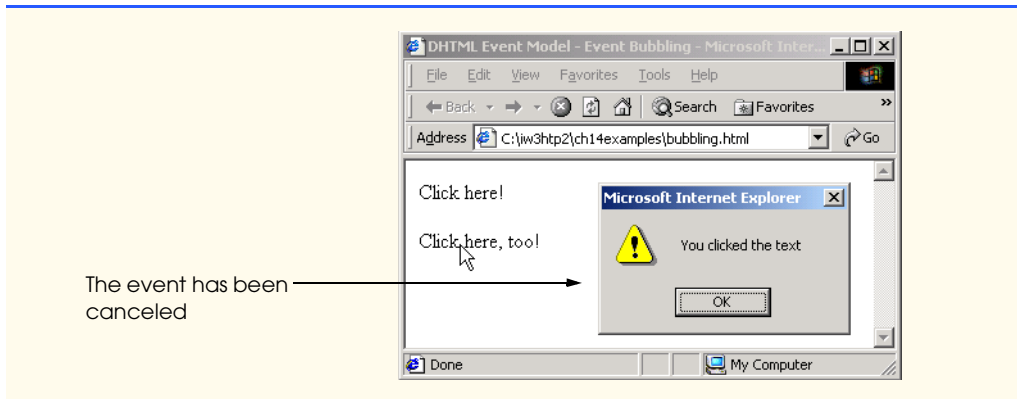 DHTML Event Model - Event Bubbling - Microsoft Inter...
File Edit View Favorites Tools Help
Back Search Favorites »
Address C:\iw3htp2\ch14examples\bubbling.html Go
Click here!
Click here, too!
Microsoft Internet Explorer
You clicked the text
OK
The event has been
canceled
Done My Computer